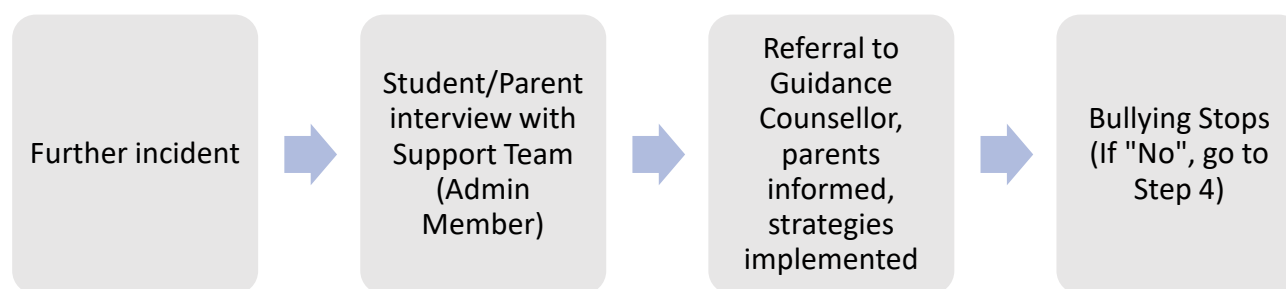 Further incident
Student/Parent
interview with
Support Team
(Admin
Member)
Referral to
Guidance
Counsellor,
parents
informed,
strategies
implemented
Bullying Stops
(If "No", go to
Step 4)